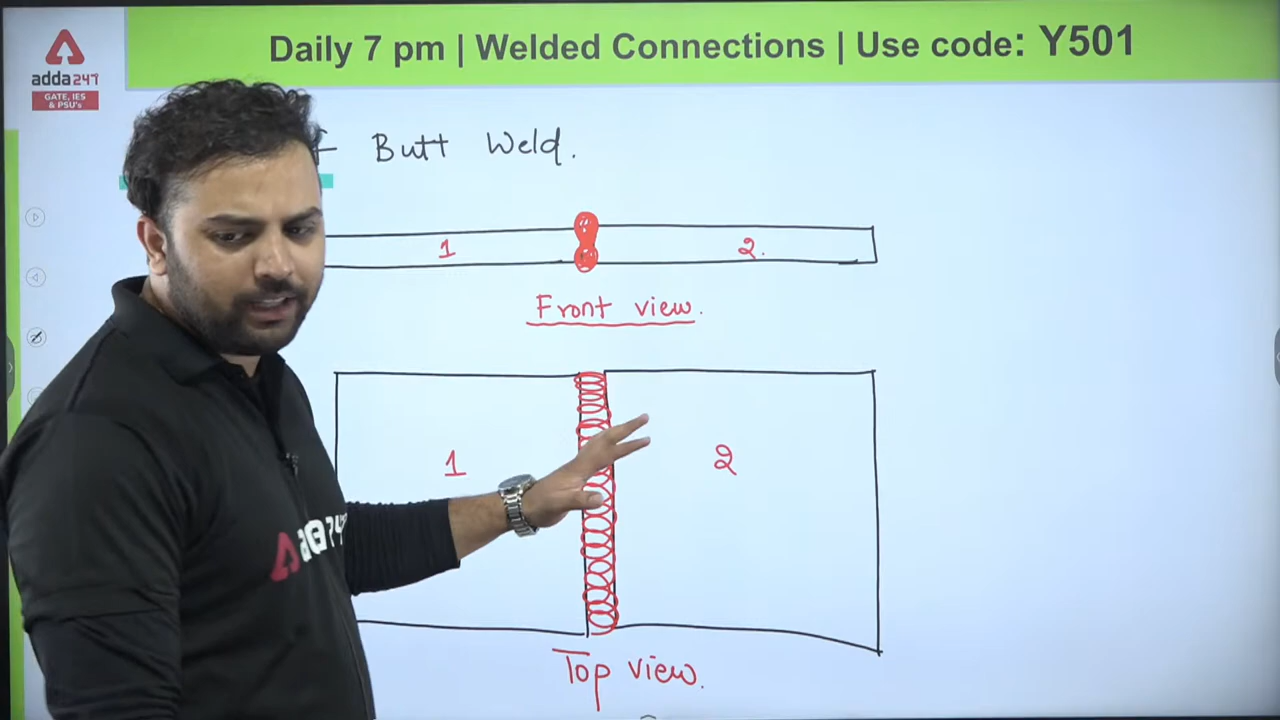 Daily 7 pm | Welded Connections | Use code: Y501
adda247
GATE, IES
& PSU's
Butt Weld.
1
2.
Front view.
1
2
Top view.